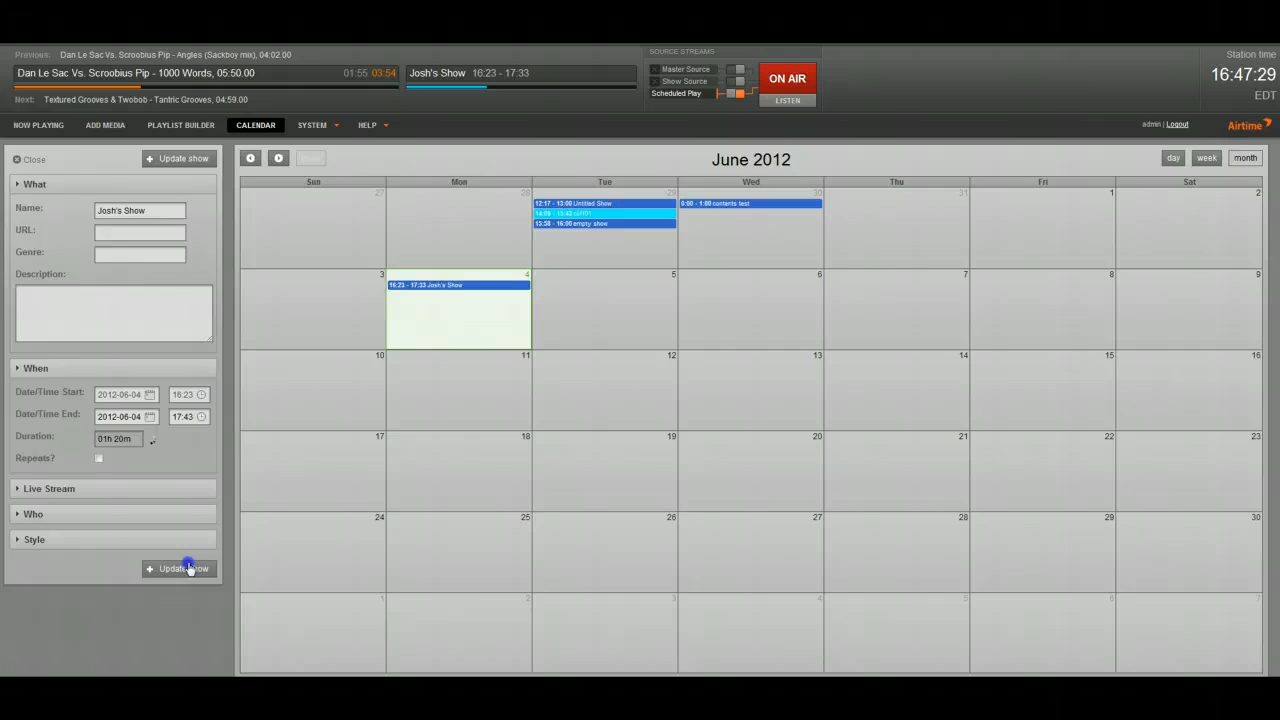 Previous: Dan Le Sac Vs. Scroobius Pip - Angles (Sackboy mix), 04:02.00
Dan Le Sac Vs. Scroobius Pip - 1000 Words, 05:50.00 01:55 03:54
Next: Textured Grooves & Twobob - Tantric Grooves, 04:59.00
Josh's Show 16:23 - 17:33
SOURCE STREAMS
Master Source
Show Source
Scheduled Play
ON AIR
LISTEN
Station time
16:47:29
EDT
NOW PLAYING ADD MEDIA PLAYLIST BUILDER CALENDAR SYSTEM HELP
admin | Logout
Airtime
Close
+ Update show
What
Name: Josh's Show
URL:
Genre:
Description:
When
Date/Time Start: 2012-06-04 16:23
Date/Time End: 2012-06-04 17:43
Duration: 01h 20m
Repeats?
Live Stream
Who
Style
+ Update show
June 2012
day week month
Sun Mon Tue Wed Thu Fri Sat
27 28 29 30 31 1 2
12:17 - 13:00 Untitled Show
0:00 - 1:00 contents test
13:38 - 16:00 empty show
3 4 5 6 7 8 9
16:23 - 17:33 Josh's Show
10 11 12 13 14 15 16
17 18 19 20 21 22 23
24 25 26 27 28 29 30
1 2 3 4 5 6 7